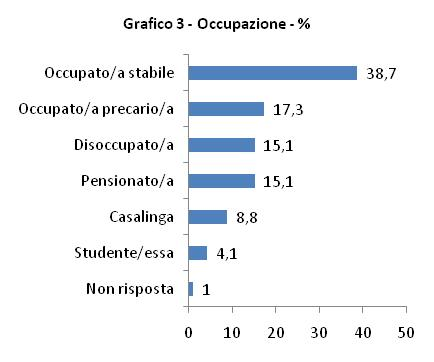 Grafico 3 - Occupazione - %
Occupato/a stabile 38,7
Occupato/a precario/a 17,3
Disoccupato/a 15,1
Pensionato/a 15,1
Casalinga 8,8
Studente/essa 4,1
Non risposta 1
0 10 20 30 40 50